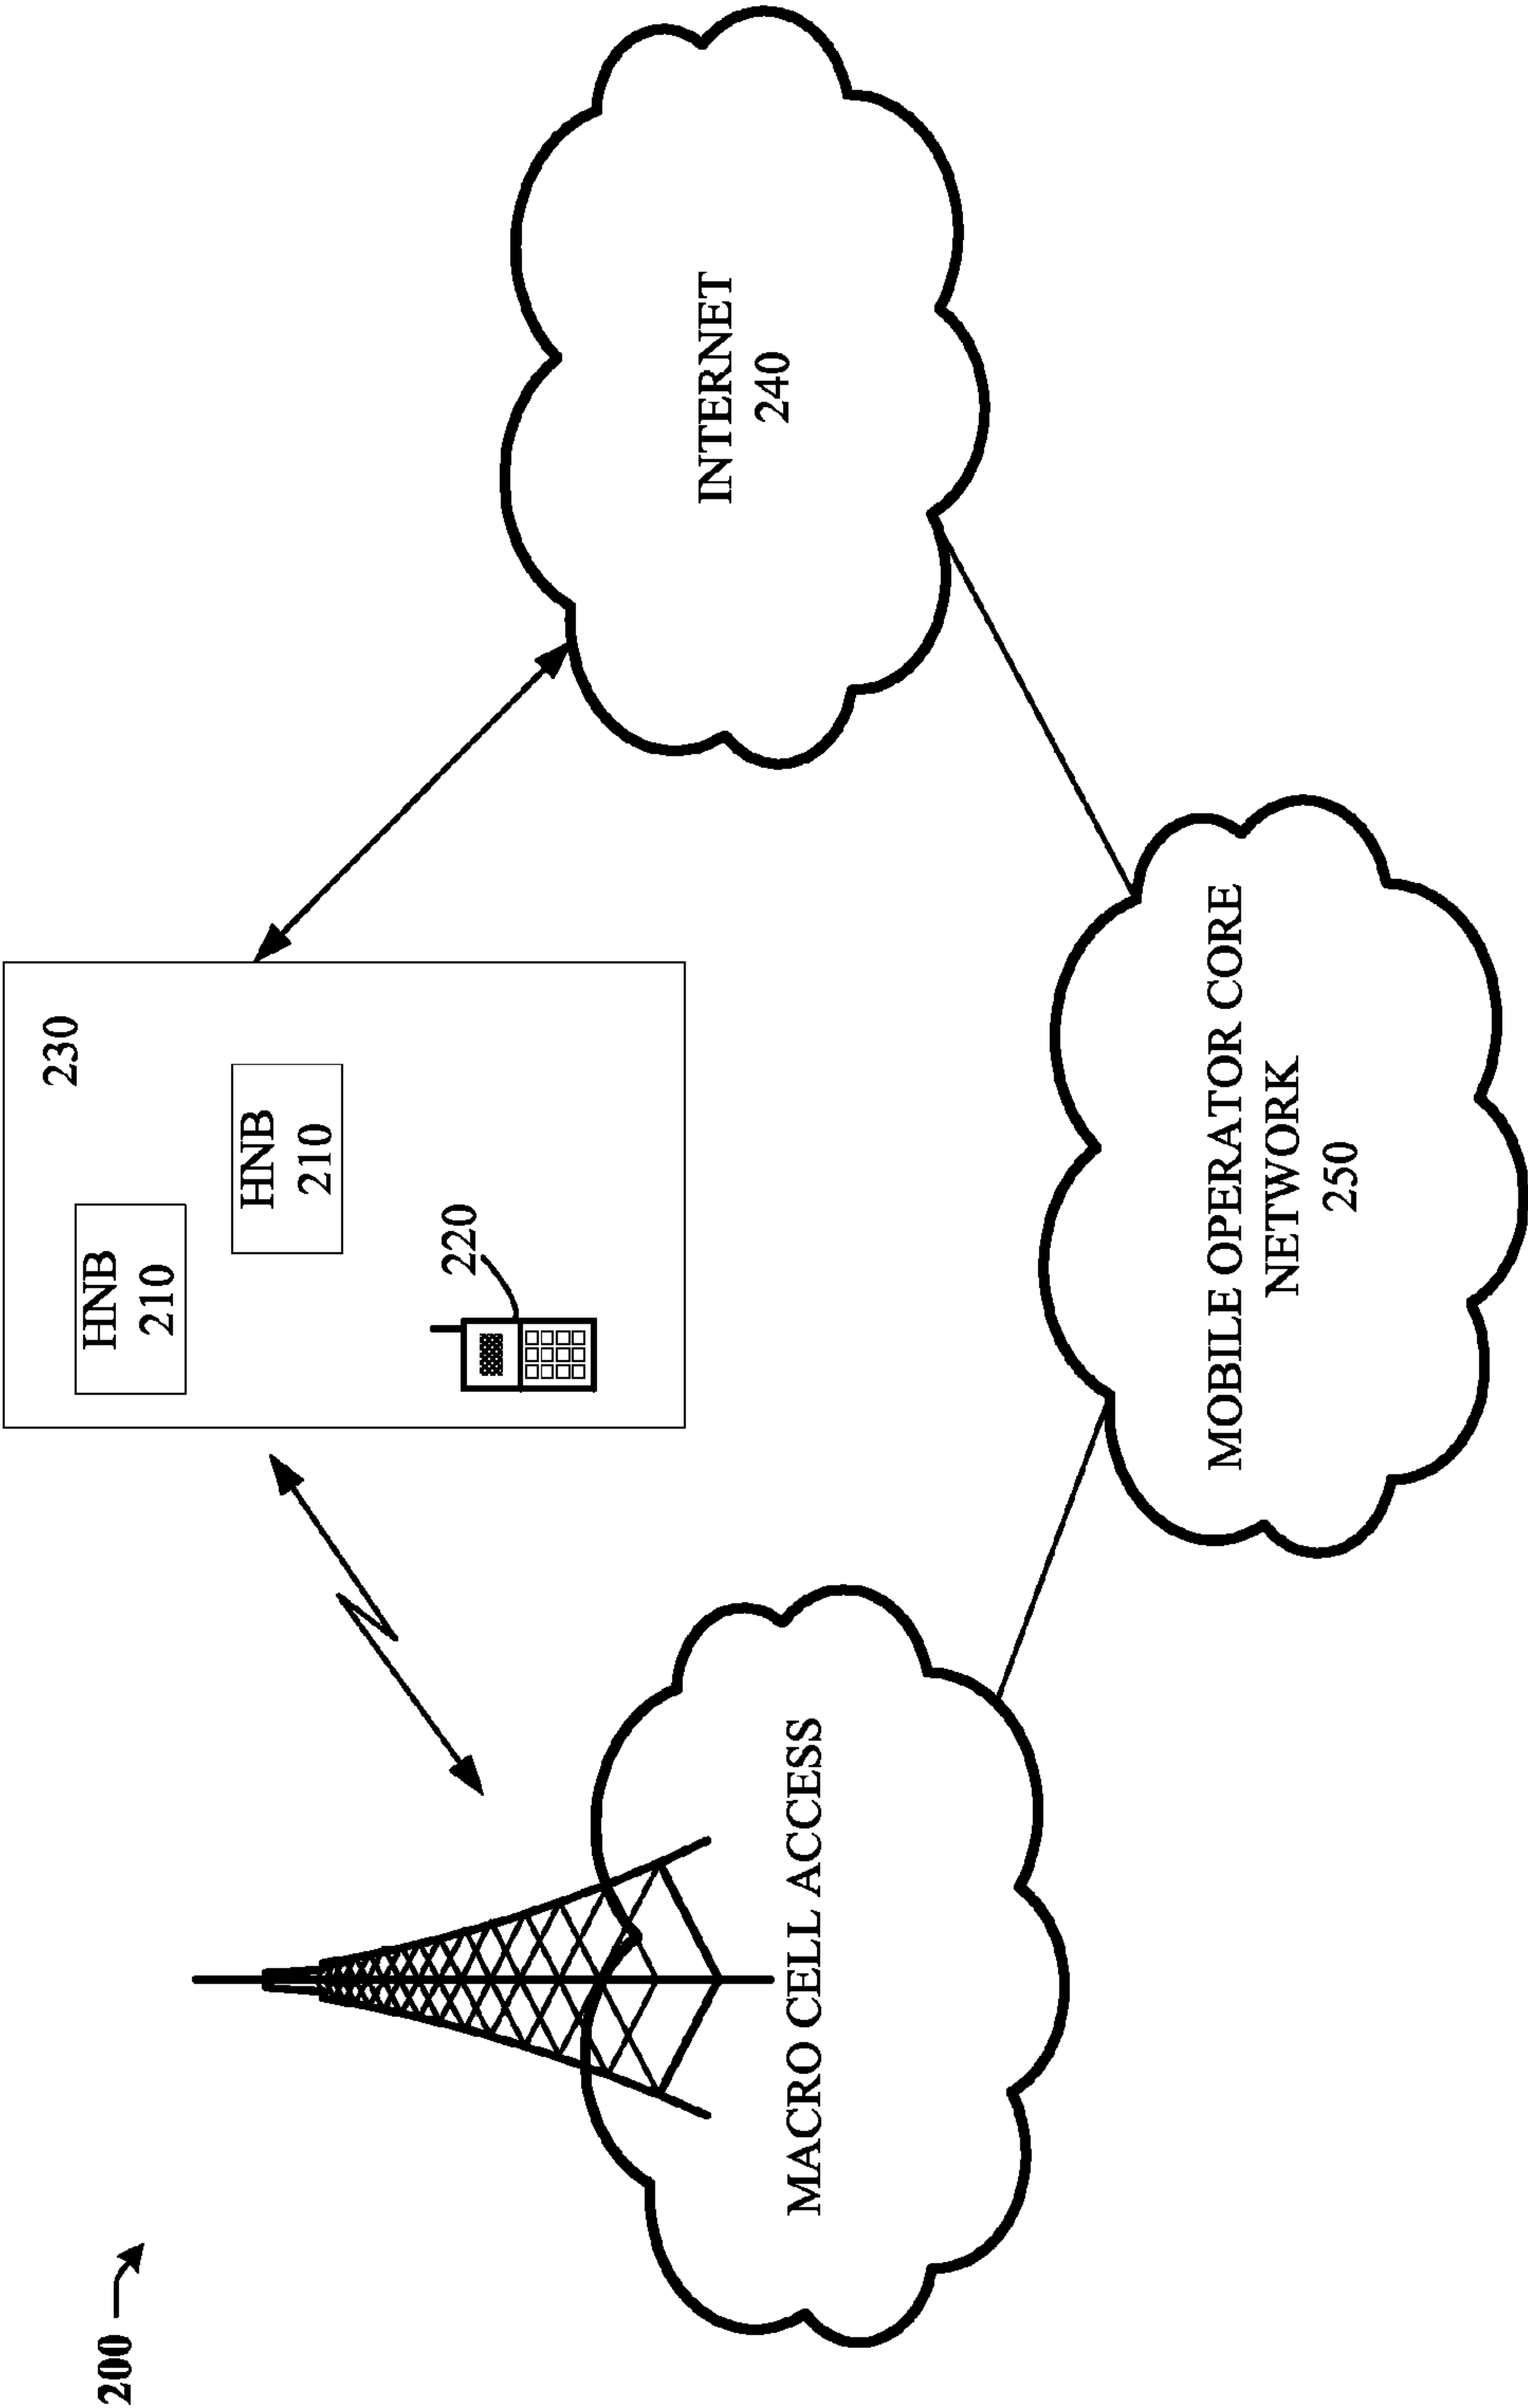 200
HNB
210
HNB
210
230
220
MACRO CELL ACCESS
INTERNET
240
MOBILE OPERATOR CORE
NETWORK
250